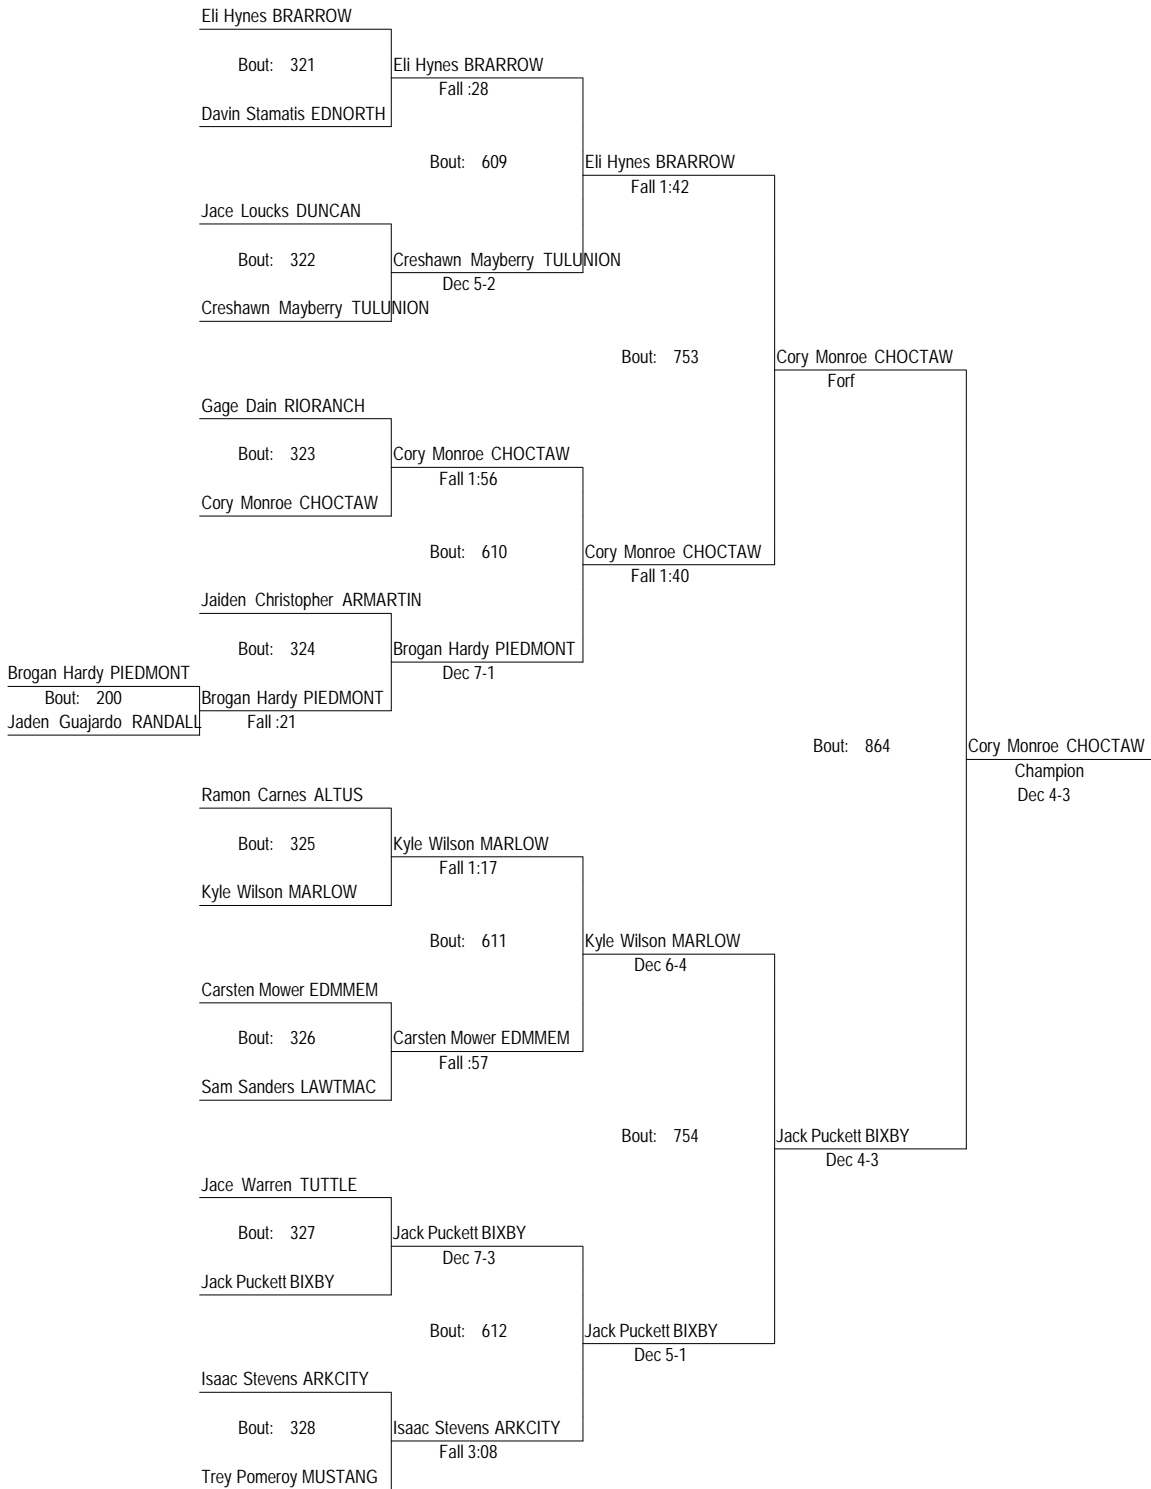 Eli Hynes BRARROW
Bout: 321
Eli Hynes BRARROW
Fall :28
Davin Stamatis EDNORTH
Bout: 609
Eli Hynes BRARROW
Fall 1:42
Jace Loucks DUNCAN
Bout: 322
Creshawn Mayberry TULUNION
Dec 5-2
Creshawn Mayberry TULUNION
Bout: 753
Cory Monroe CHOCTAW
Forf
Gage Dain RIORANCH
Bout: 323
Cory Monroe CHOCTAW
Fall 1:56
Cory Monroe CHOCTAW
Bout: 610
Cory Monroe CHOCTAW
Fall 1:40
Jaiden Christopher ARMARTIN
Bout: 324
Brogan Hardy PIEDMONT
Dec 7-1
Brogan Hardy PIEDMONT
Bout: 200
Brogan Hardy PIEDMONT
Jaden Guajardo RANDALL
Fall :21
Bout: 864
Cory Monroe CHOCTAW
Champion
Dec 4-3
Ramon Carnes ALTUS
Bout: 325
Kyle Wilson MARLOW
Fall 1:17
Kyle Wilson MARLOW
Bout: 611
Kyle Wilson MARLOW
Dec 6-4
Carsten Mower EDMMEM
Bout: 326
Carsten Mower EDMMEM
Fall :57
Sam Sanders LAWTMAC
Bout: 754
Jack Puckett BIXBY
Dec 4-3
Jace Warren TUTTLE
Bout: 327
Jack Puckett BIXBY
Dec 7-3
Jack Puckett BIXBY
Bout: 612
Jack Puckett BIXBY
Dec 5-1
Isaac Stevens ARKCITY
Bout: 328
Isaac Stevens ARKCITY
Fall 3:08
Trey Pomeroy MUSTANG